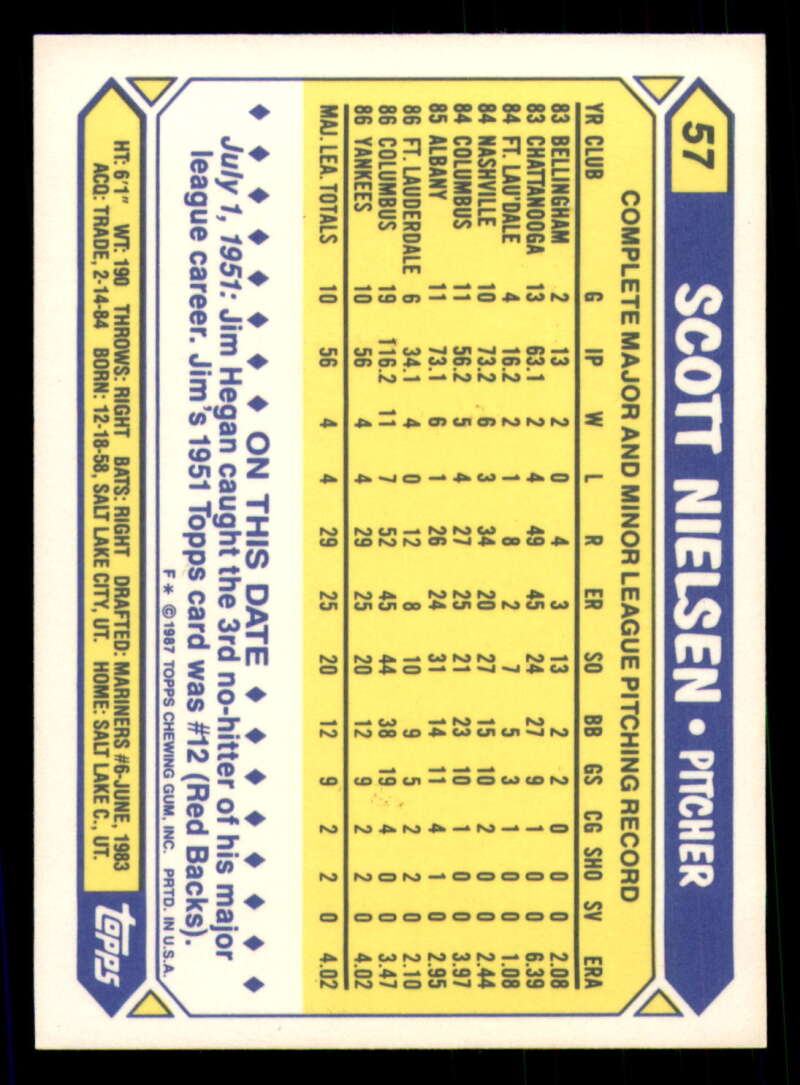 57 SCOTT NIELSEN • PITCHER
COMPLETE MAJOR AND MINOR LEAGUE PITCHING RECORD
YR CLUB G IP W L R ER SO BB GS CG SHO SV ERA
83 BELLINGHAM 2 13 2 0 4 3 13 2 2 0 0 0 2.08
83 CHATTANOOGA 13 63.1 2 4 49 45 24 27 9 1 0 0 6.39
84 FT. LAU'DALE 4 16.2 2 1 8 2 7 5 3 1 0 0 1.08
84 NASHVILLE 10 73.2 6 3 34 20 27 15 10 2 0 0 2.44
84 COLUMBUS 11 56.2 5 4 27 25 21 23 10 1 0 0 3.97
85 ALBANY 11 73.1 6 1 26 24 31 14 11 4 1 0 2.95
86 FT. LAUDERDALE 6 34.1 4 0 12 8 10 9 5 2 2 0 2.10
86 COLUMBUS 19 116.2 11 7 52 45 44 38 19 4 0 0 3.47
86 YANKEES 10 56 4 4 29 25 20 12 9 2 2 0 4.02
MAJ. LEA. TOTALS 10 56 4 4 29 25 20 12 9 2 2 0 4.02
◆ ◆ ◆ ◆ ◆ ◆ ◆ ◆ ON THIS DATE ◆ ◆ ◆ ◆ ◆ ◆ ◆ ◆
July 1, 1951: Jim Hegan caught the 3rd no-hitter of his major
league career. Jim's 1951 Topps card was #12 (Red Backs).
F * © 1987 TOPPS CHEWING GUM, INC. PRTD. IN U.S.A.
HT: 6'1" WT: 190 THROWS: RIGHT BATS: RIGHT DRAFTED: MARINERS #6-JUNE, 1983
ACQ: TRADE, 2-14-84 BORN: 12-18-58, SALT LAKE CITY, UT. HOME: SALT LAKE C., UT.
topps